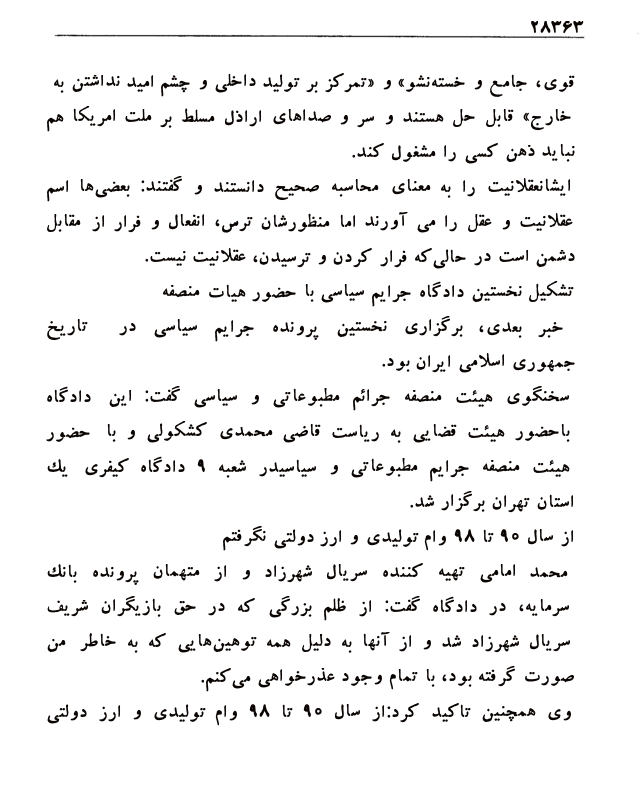 ۲۸۳۶۳
قوی، جامع و خسته‌نشو» و «تمرکز بر تولید داخلی و چشم امید نداشتن به
خارج» قابل حل هستند و سر و صداهای اراذل مسلط بر ملت امریکا هم
نباید ذهن کسی را مشغول کند.
ایشانعقلانیت را به معنای محاسبه صحیح دانستند و گفتند: بعضی‌ها اسم
عقلانیت و عقل را می آورند اما منظورشان ترس، انفعال و فرار از مقابل
دشمن است در حالی‌که فرار کردن و ترسیدن، عقلانیت نیست.
تشکیل نخستین دادگاه جرایم سیاسی با حضور هیات منصفه
خبر بعدی، برگزاری نخستین پرونده جرایم سیاسی در تاریخ
جمهوری اسلامی ایران بود.
سخنگوی هیئت منصفه جرائم مطبوعاتی و سیاسی گفت: این دادگاه
باحضور هیئت قضایی به ریاست قاضی محمدی کشکولی و با حضور
هیئت منصفه جرایم مطبوعاتی و سیاسیدر شعبه ۹ دادگاه کیفری یك
استان تهران برگزار شد.
از سال ۹۵ تا ۹۸ وام تولیدی و ارز دولتی نگرفتم
محمد امامی تهیه کننده سریال شهرزاد و از متهمان پرونده بانك
سرمایه، در دادگاه گفت: از ظلم بزرگی که در حق بازیگران شریف
سریال شهرزاد شد و از آنها به دلیل همه توهین‌هایی که به خاطر من
صورت گرفته بود، با تمام وجود عذرخواهی می‌کنم.
وی همچنین تاکید کرد:از سال ۹۵ تا ۹۸ وام تولیدی و ارز دولتی